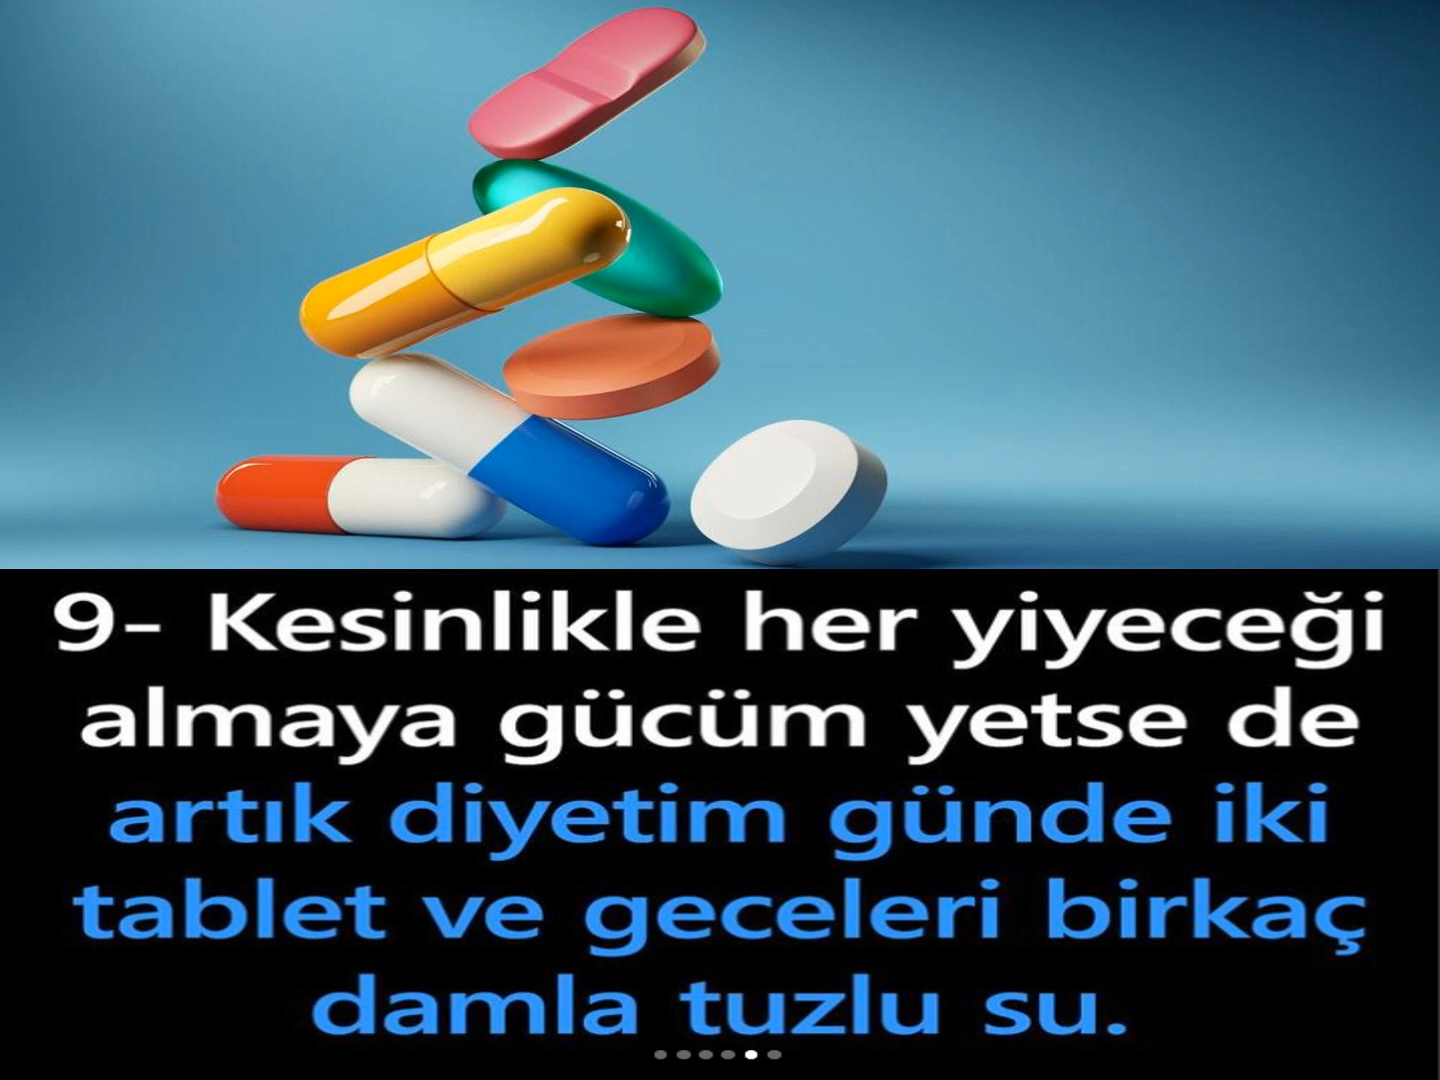 9- Kesinlikle her yiyeceği
almaya gücüm yetse de
artık diyetim günde iki
tablet ve geceleri birkaç
damla tuzlu su.